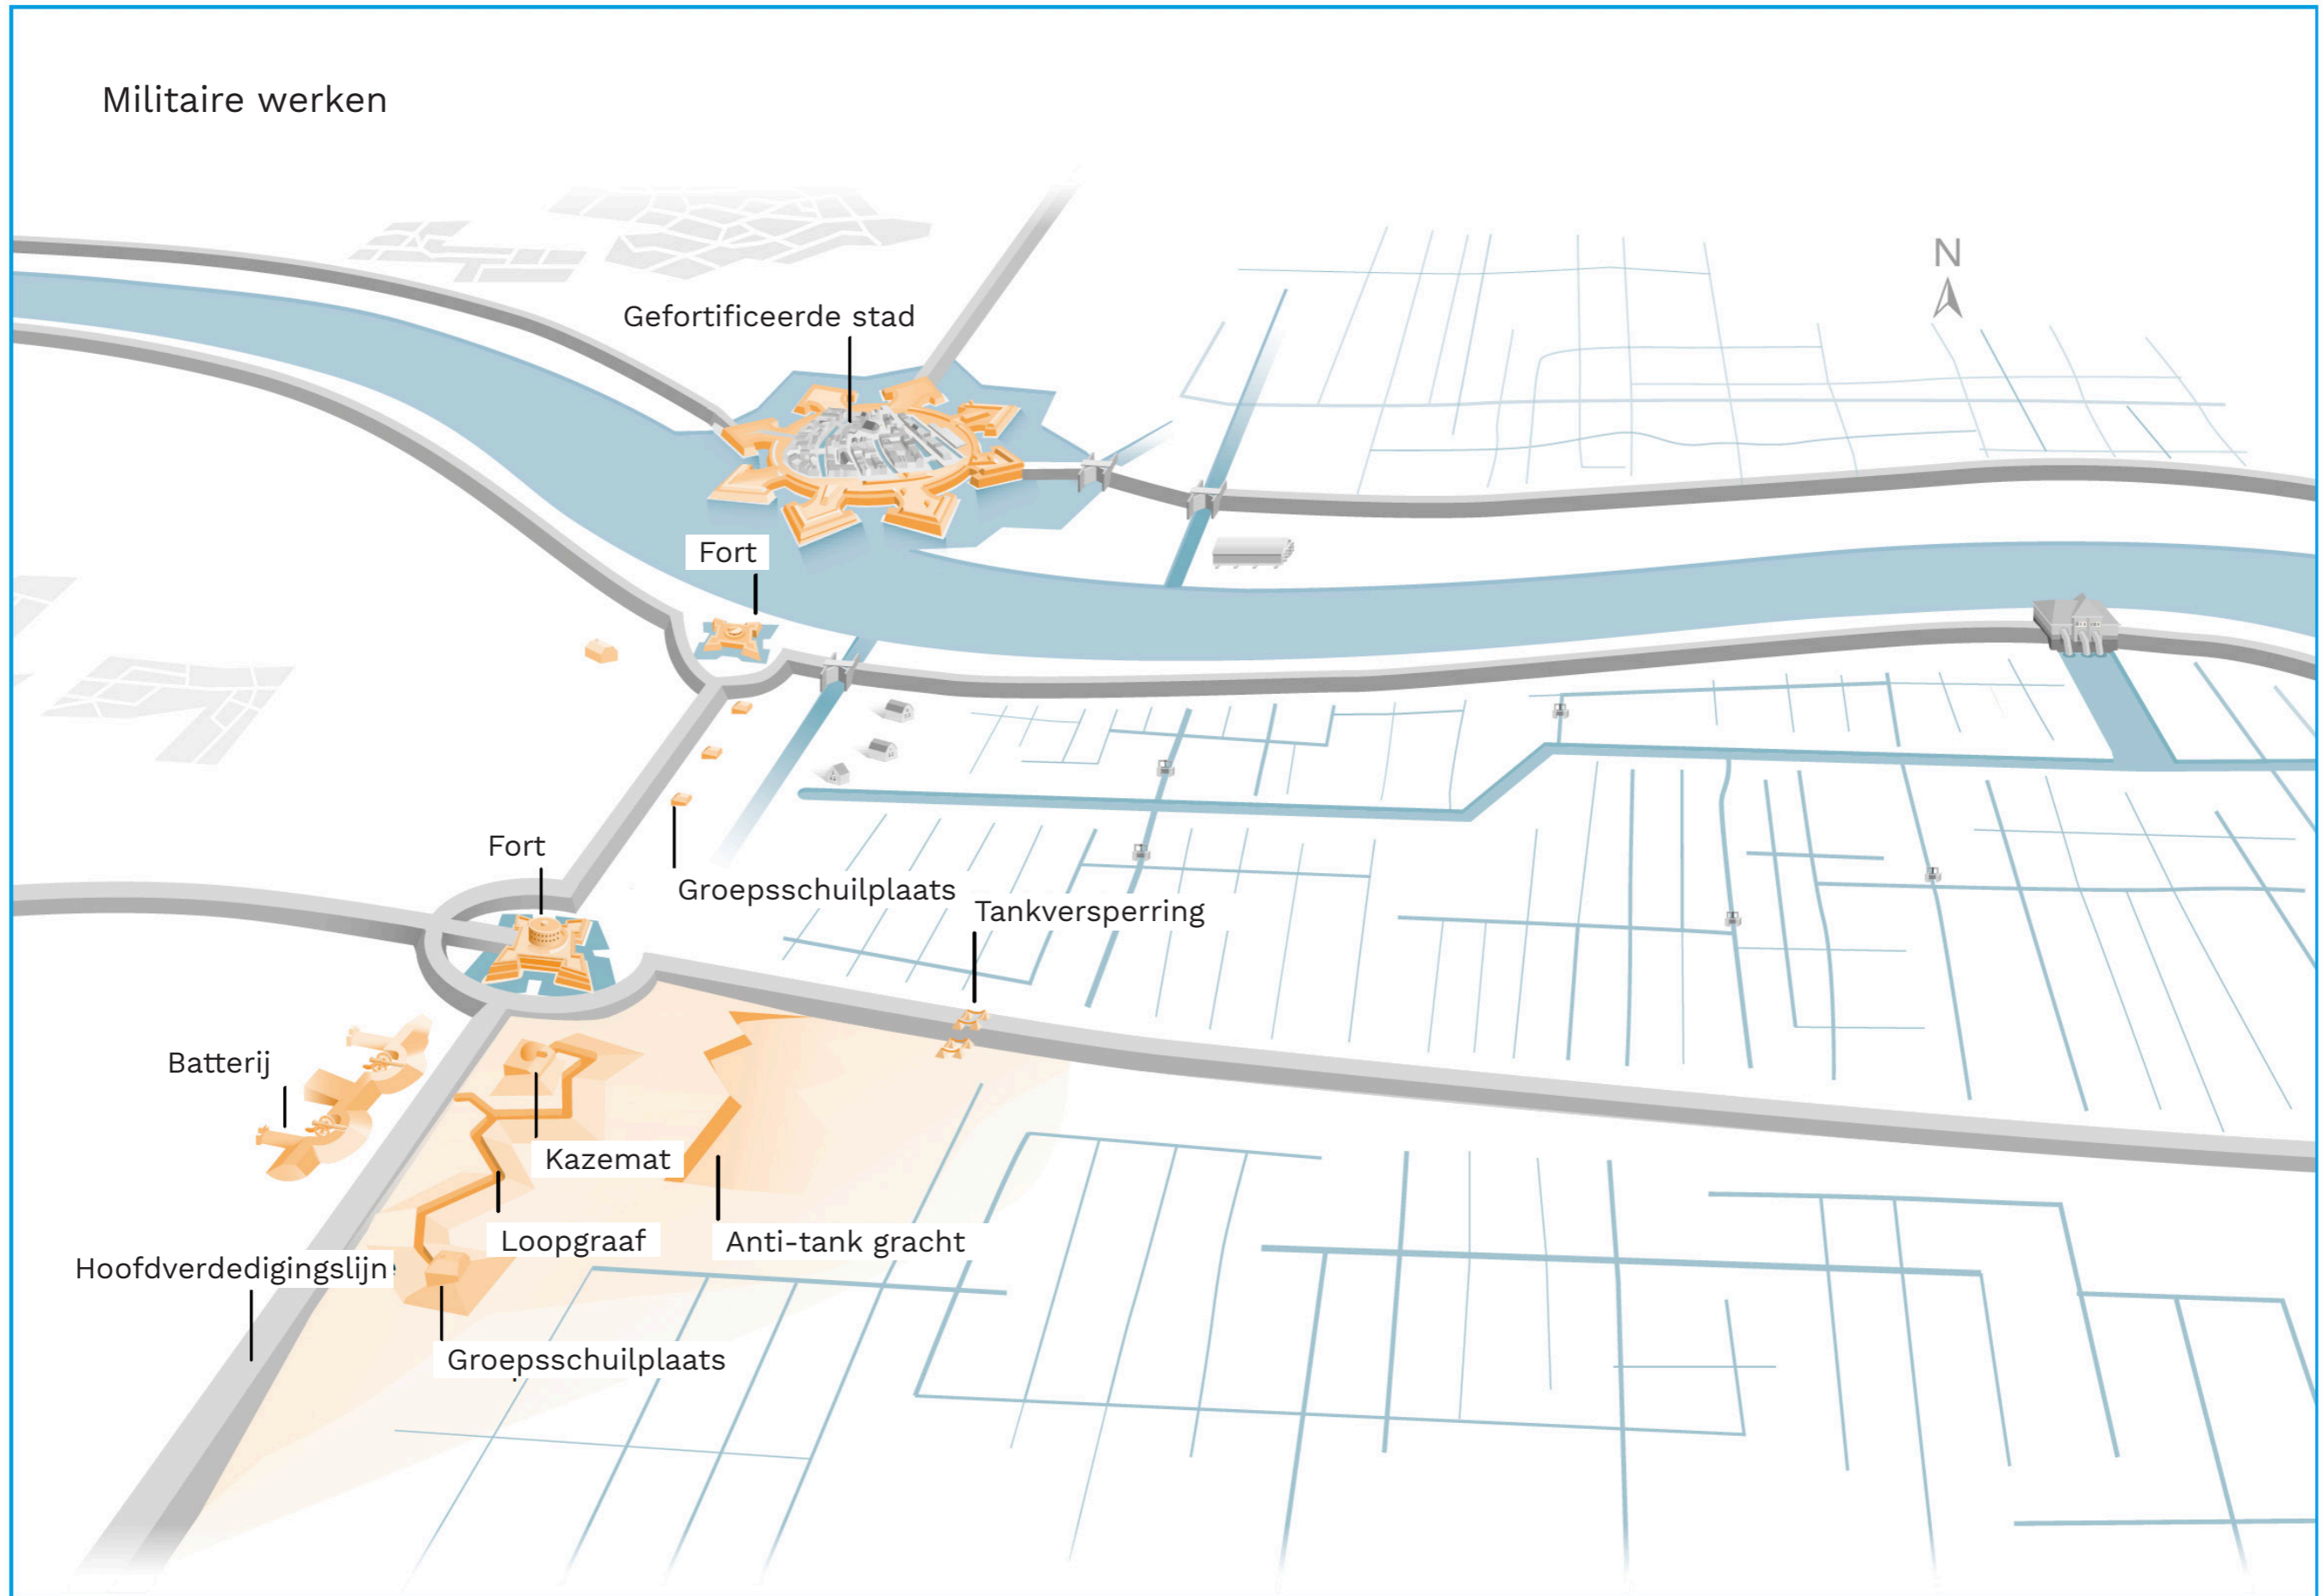 Militaire werken
N
Gefortificeerde stad
Fort
Fort
Groepsschuilplaats
Tankversperring
Batterij
Kazemat
Loopgraaf
Anti-tank gracht
Hoofdverdedigingslijn
Groepsschuilplaats